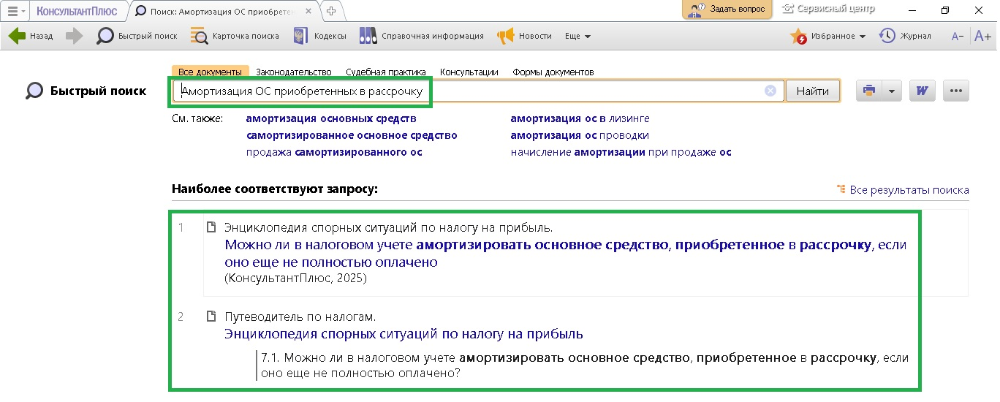 КОНСУЛЬТАНТПЛЮС
Поиск: Амортизация ОС приобретен
Задать вопрос
Сервисный центр
Назад
Быстрый поиск
Карточка поиска
Кодексы
Справочная информация
Новости
Еще
Избранное
Журнал
A−
A+
Все документы
Законодательство
Судебная практика
Консультации
Формы документов
Быстрый поиск
Амортизация ОС приобретенных в рассрочку
Найти
W
См. также:
амортизация основных средств
амортизация ос в лизинге
самортизированное основное средство
амортизация ос проводки
продажа самортизированного ос
начисление амортизации при продаже ос
Наиболее соответствуют запросу:
Все результаты поиска
1
Энциклопедия спорных ситуаций по налогу на прибыль.
Можно ли в налоговом учете амортизировать основное средство, приобретенное в рассрочку, если
оно еще не полностью оплачено
(КонсультантПлюс, 2025)
2
Путеводитель по налогам.
Энциклопедия спорных ситуаций по налогу на прибыль
7.1. Можно ли в налоговом учете амортизировать основное средство, приобретенное в рассрочку, если
оно еще не полностью оплачено?